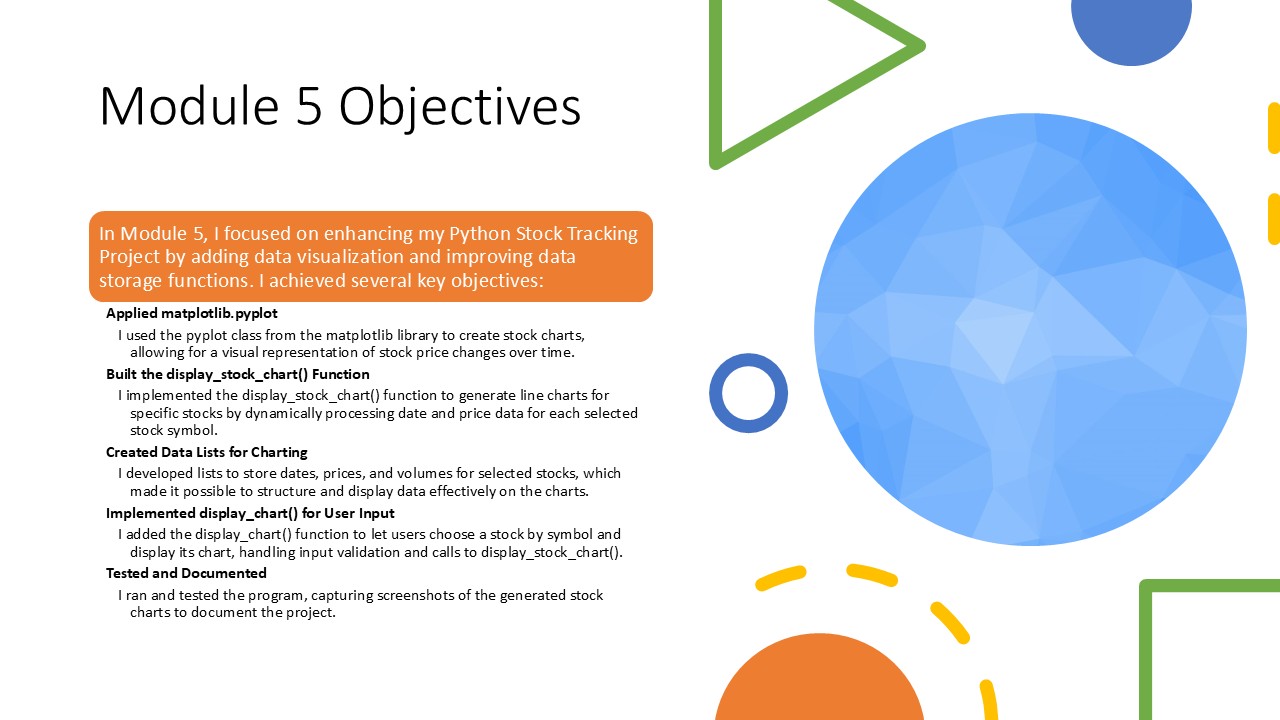 Module 5 Objectives
In Module 5, I focused on enhancing my Python Stock Tracking
Project by adding data visualization and improving data
storage functions. I achieved several key objectives:
Applied matplotlib.pyplot
I used the pyplot class from the matplotlib library to create stock charts,
allowing for a visual representation of stock price changes over time.
Built the display_stock_chart() Function
I implemented the display_stock_chart() function to generate line charts for
specific stocks by dynamically processing date and price data for each selected
stock symbol.
Created Data Lists for Charting
I developed lists to store dates, prices, and volumes for selected stocks, which
made it possible to structure and display data effectively on the charts.
Implemented display_chart() for User Input
I added the display_chart() function to let users choose a stock by symbol and
display its chart, handling input validation and calls to display_stock_chart().
Tested and Documented
I ran and tested the program, capturing screenshots of the generated stock
charts to document the project.